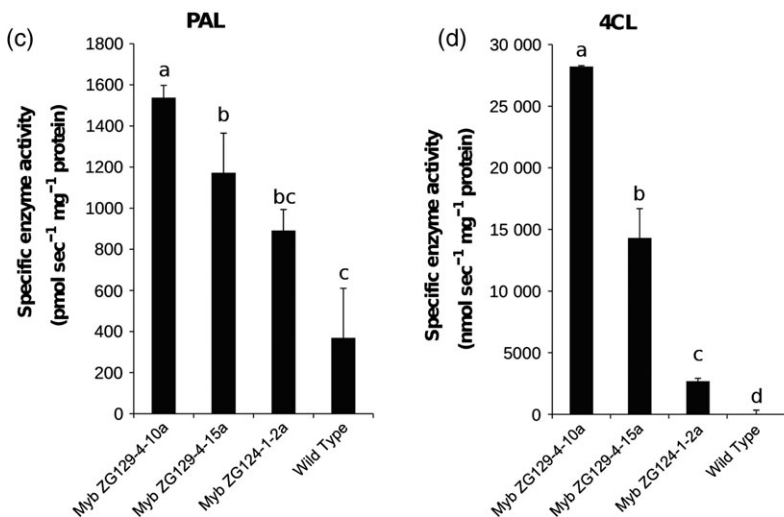 (c)
PAL
Specific enzyme activity
(pmol sec⁻¹ mg⁻¹ protein)
1800
1600
1400
1200
1000
800
600
400
200
0
a
b
bc
c
Myb ZG129-4-10a
Myb ZG129-4-15a
Myb ZG124-1-2a
Wild Type
(d)
4CL
Specific enzyme activity
(nmol sec⁻¹ mg⁻¹ protein)
30 000
25 000
20 000
15 000
10 000
5000
0
a
b
c
d
Myb ZG129-4-10a
Myb ZG129-4-15a
Myb ZG124-1-2a
Wild Type